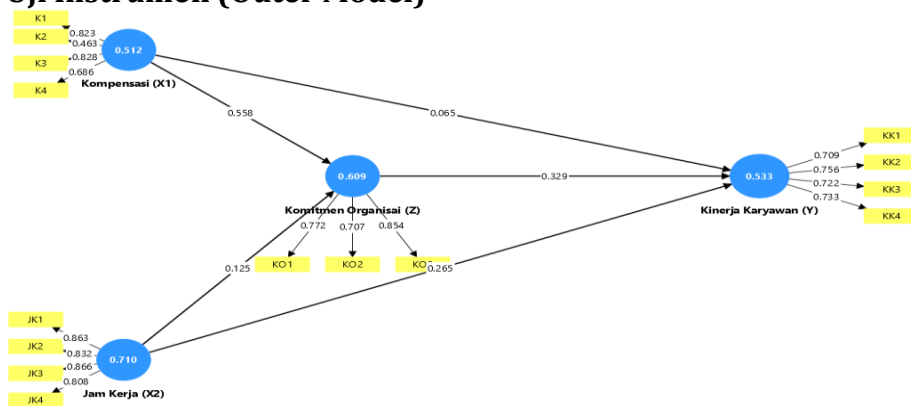 Uji Instrumen (Outer Model)
K1
K2
K3
K4
0.823
0.463
0.828
0.686
0.512
Kompensasi (X1)
0.558
0.065
0.609
Komitmen Organisai (Z)
0.772
0.707
0.854
KO1
KO2
0.329
0.125
0.265
0.533
Kinerja Karyawan (Y)
0.709
0.756
0.722
0.733
KK1
KK2
KK3
KK4
JK1
JK2
JK3
JK4
0.863
0.832
0.866
0.808
0.710
Jam Kerja (X2)